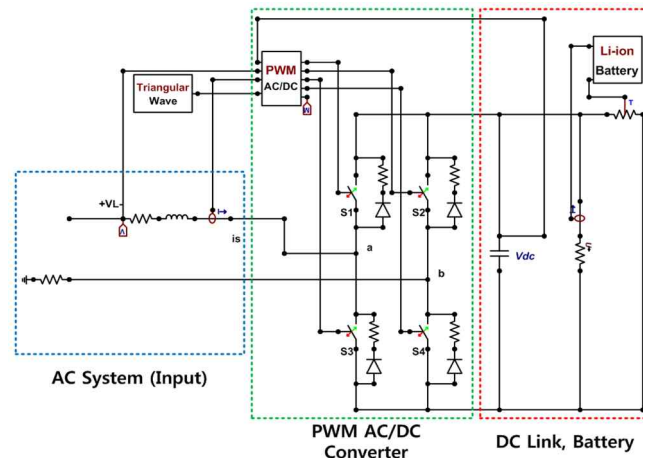 PWM
AC/DC
Triangular
Wave
Li-ion
Battery
T
M
+VL-
V
is
I
S1
S2
a
b
Vdc
S3
S4
AC System (Input)
PWM AC/DC
Converter
DC Link, Battery